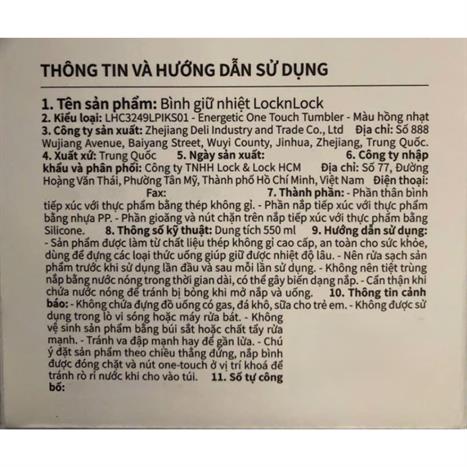 THÔNG TIN VÀ HƯỚNG DẪN SỬ DỤNG
1. Tên sản phẩm: Bình giữ nhiệt LocknLock
2. Kiểu loại: LHC3249LPIKS01 - Energetic One Touch Tumbler - Màu hồng nhạt
3. Công ty sản xuất: Zhejiang Deli Industry and Trade Co., Ltd Địa chỉ: Số 888
Wujiang Avenue, Baiyang Street, Wuyi County, Jinhua, Zhejiang, Trung Quốc.
4. Xuất xứ: Trung Quốc 5. Ngày sản xuất: 6. Công ty nhập
khẩu và phân phối: Công ty TNHH Lock & Lock HCM Địa chỉ: Số 77, Đường
Hoàng Văn Thái, Phường Tân Mỹ, Thành phố Hồ Chí Minh, Việt Nam Điện thoại:
Fax: 7. Thành phần: - Phần thân bình
tiếp xúc với thực phẩm bằng thép không gỉ. - Phần nắp tiếp xúc với thực phẩm bằng
nhựa PP. - Phần gioăng và nút chặn trên nắp tiếp xúc với thực phẩm bằng
Silicone. 8. Thông số kỹ thuật: Dung tích 550 ml 9. Hướng dẫn sử dụng:
- Sản phẩm được làm từ chất liệu thép không gỉ cao cấp, an toàn cho sức khỏe,
dùng để đựng các loại thức uống giúp giữ được nhiệt độ lâu. - Nên rửa sạch sản
phẩm trước khi sử dụng lần đầu và sau mỗi lần sử dụng. - Không nên tiệt trùng
nắp bằng nước nóng trong thời gian dài, có thể gây biến dạng nắp. - Cẩn thận khi
chứa nước nóng để tránh bị bỏng khi mở nắp và uống. 10. Thông tin cảnh
báo: - Không chứa đựng đồ uống có gas, đá khô, sữa cho trẻ em. - Không được sử
dụng trong lò vi sóng hoặc máy rửa bát. - Không
vệ sinh sản phẩm bằng búi sắt hoặc chất tẩy rửa
mạnh. - Tránh va đập mạnh hay để gần lửa. - Chú
ý đặt sản phẩm theo chiều thẳng đứng, nắp bình
được đóng chặt và nút one-touch ở vị trí khoá để
tránh rò rỉ nước khi cho vào túi. 11. Số tự công
bố: